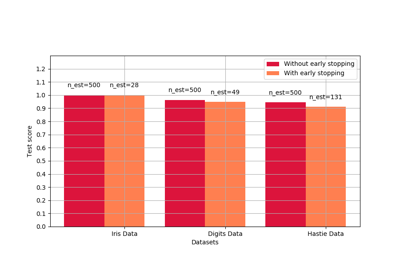 Without early stopping
With early stopping
n_est=500
n_est=28
n_est=500
n_est=49
n_est=500
n_est=131
1.2
1.1
1.0
0.9
0.8
0.7
0.6
0.5
0.4
0.3
0.2
0.1
0.0
Test score
Iris Data
Digits Data
Hastie Data
Datasets